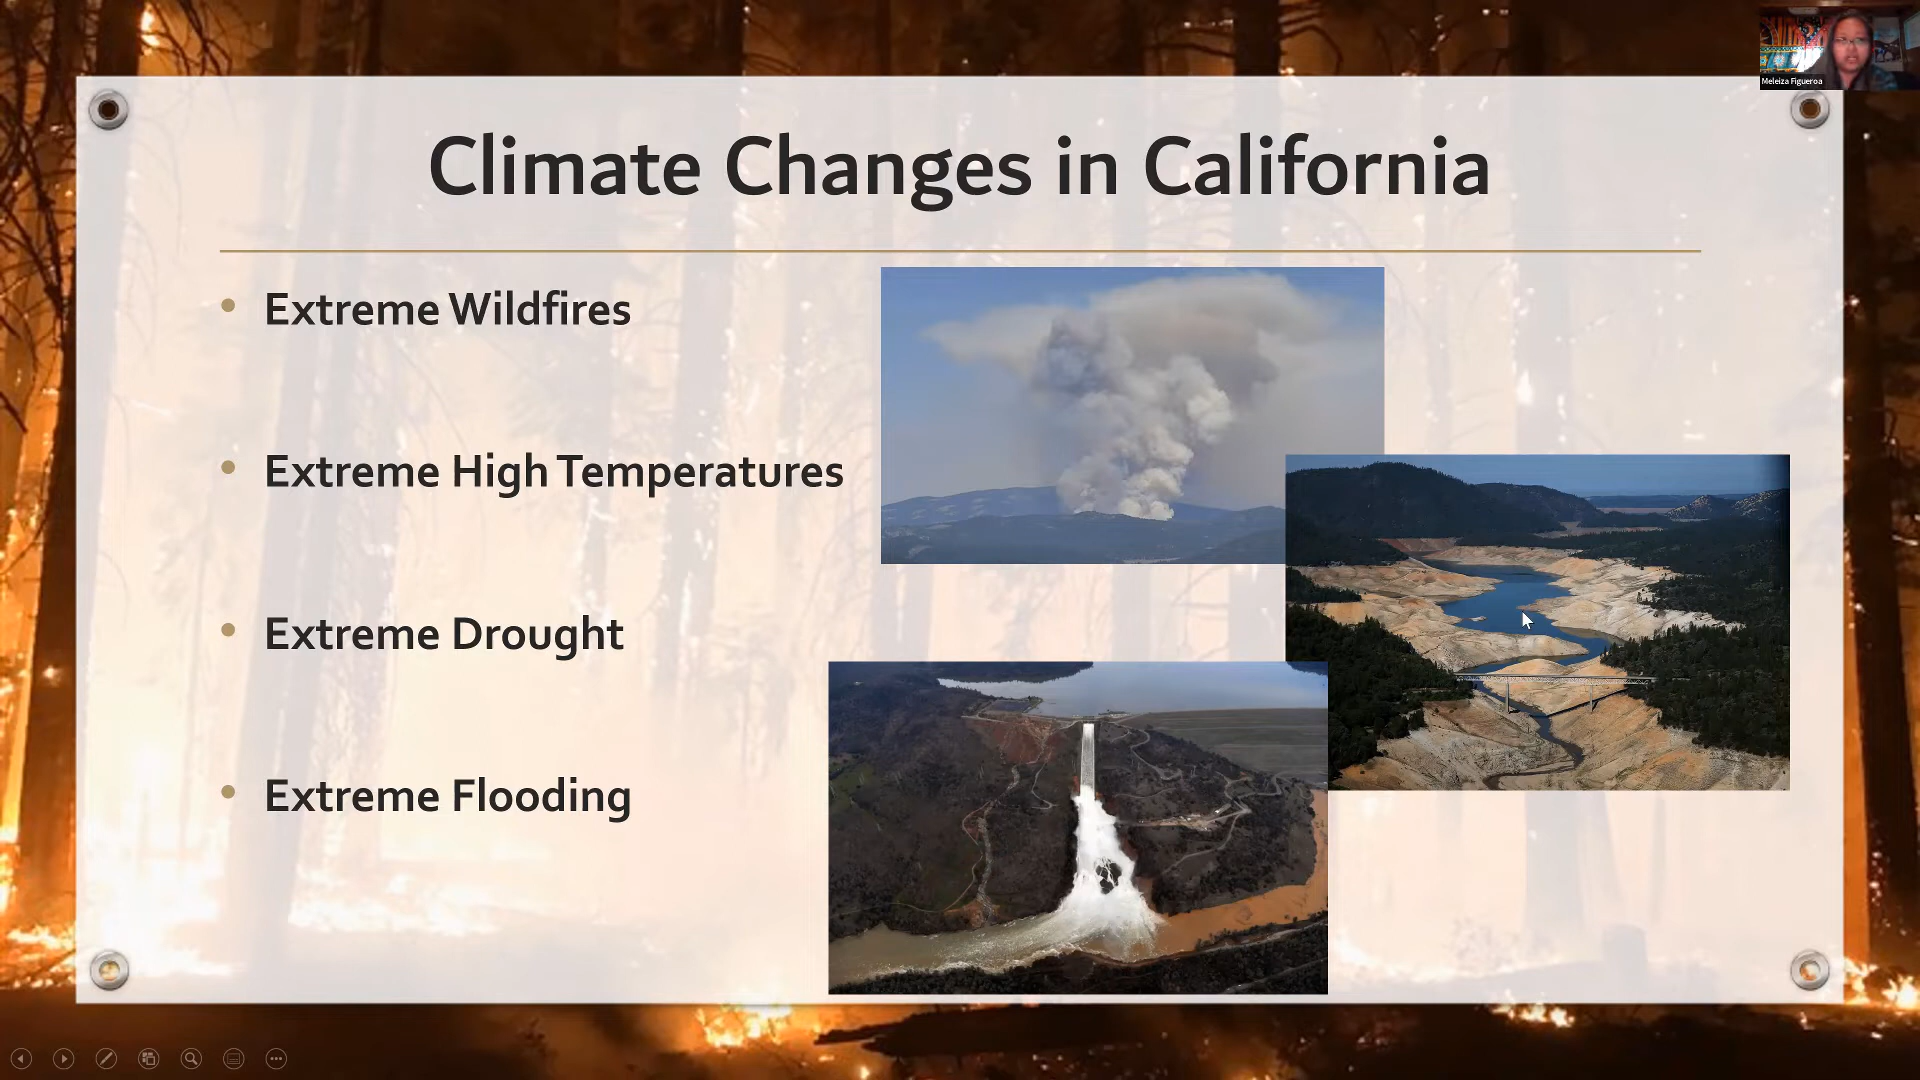 Meleiza Figueroa
Climate Changes in California
• Extreme Wildfires
• Extreme High Temperatures
• Extreme Drought
• Extreme Flooding